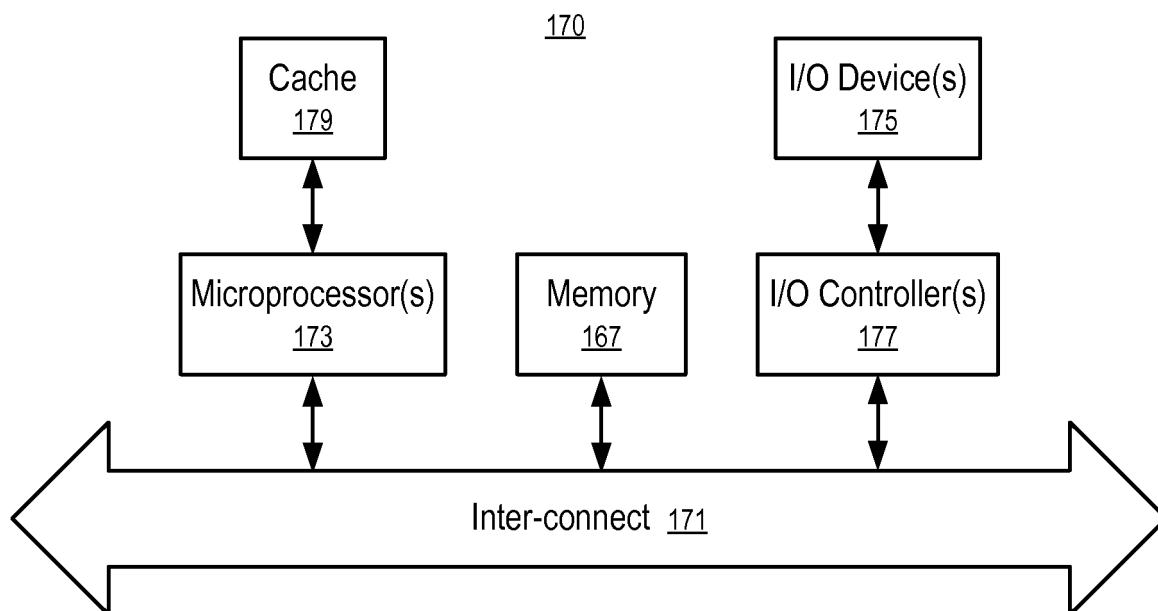 170
Cache
179
I/O Device(s)
175
Microprocessor(s)
173
Memory
167
I/O Controller(s)
177
Inter-connect 171